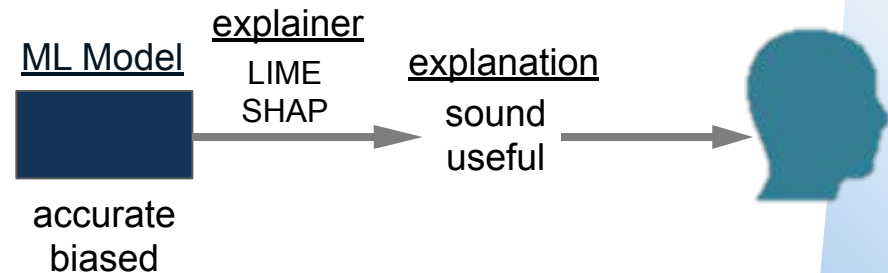 ML Model
accurate
biased
explainer
LIME
SHAP
explanation
sound
useful